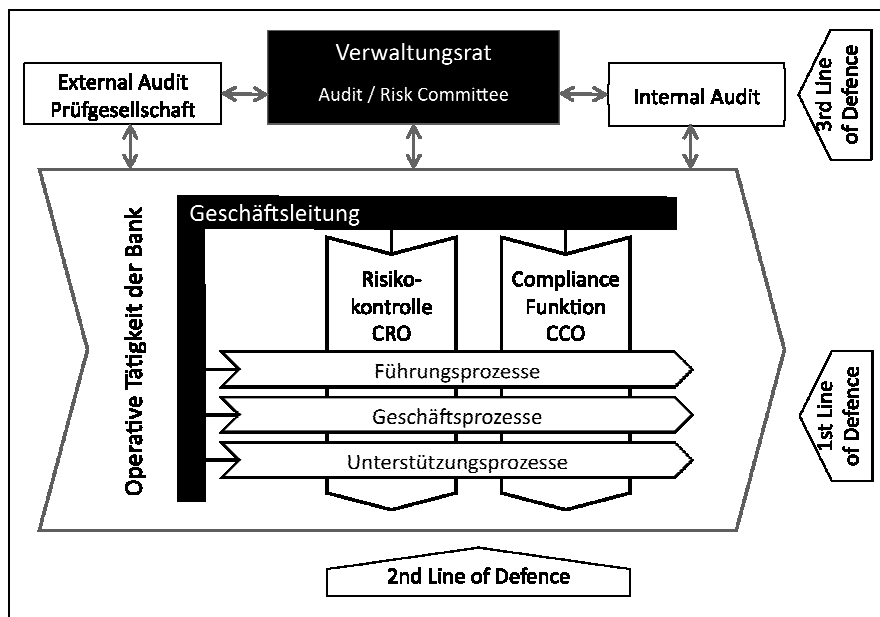 External Audit
Prüfgesellschaft
Verwaltungsrat
Audit / Risk Committee
Internal Audit
3rd Line
of Defence
Operative Tätigkeit der Bank
Geschäftsleitung
Risiko-
kontrolle
CRO
Compliance
Funktion
CCO
Führungsprozesse
Geschäftsprozesse
Unterstützungsprozesse
1st Line
of Defence
2nd Line of Defence